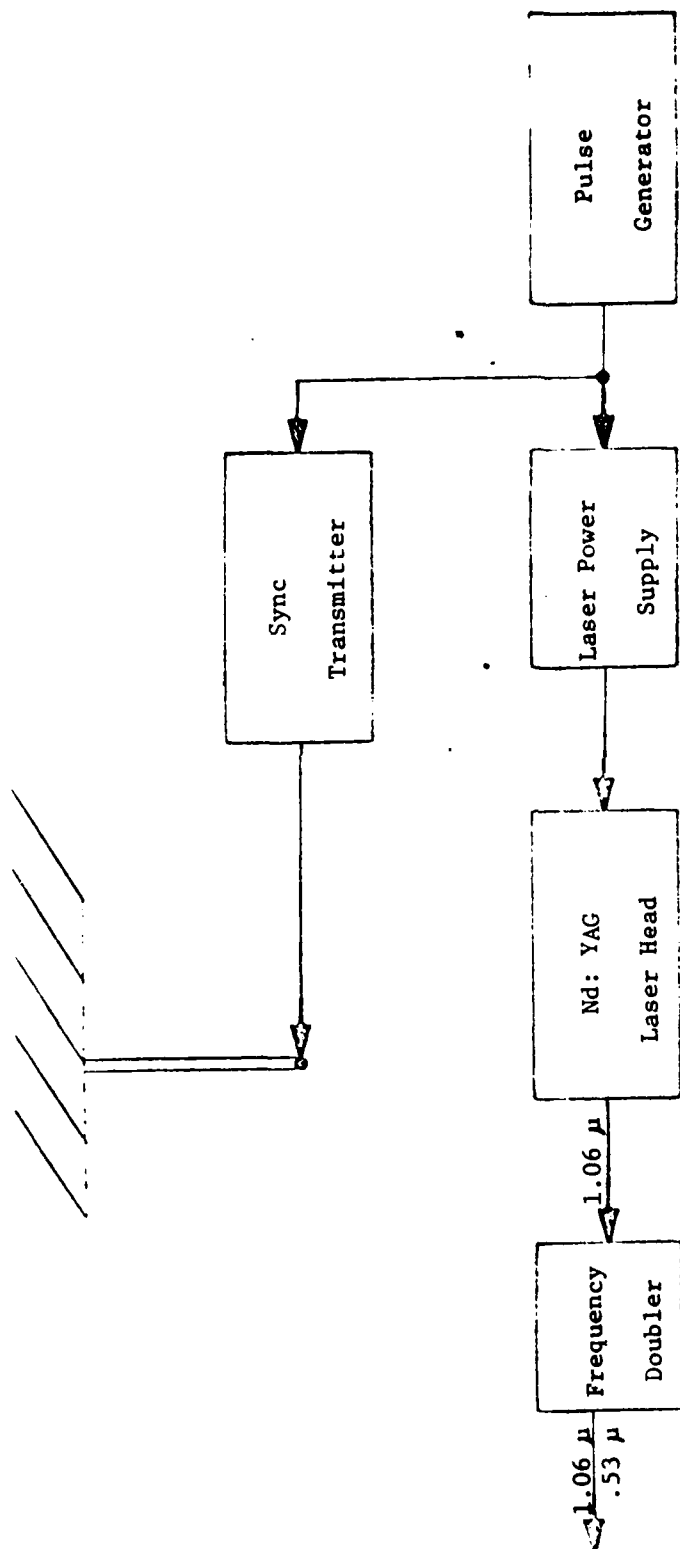 Sync
Transmitter
1.06 μ
.53 μ
Frequency
Doubler
1.06 μ
Nd: YAG
Laser Head
Laser Power
Supply
Pulse
Generator